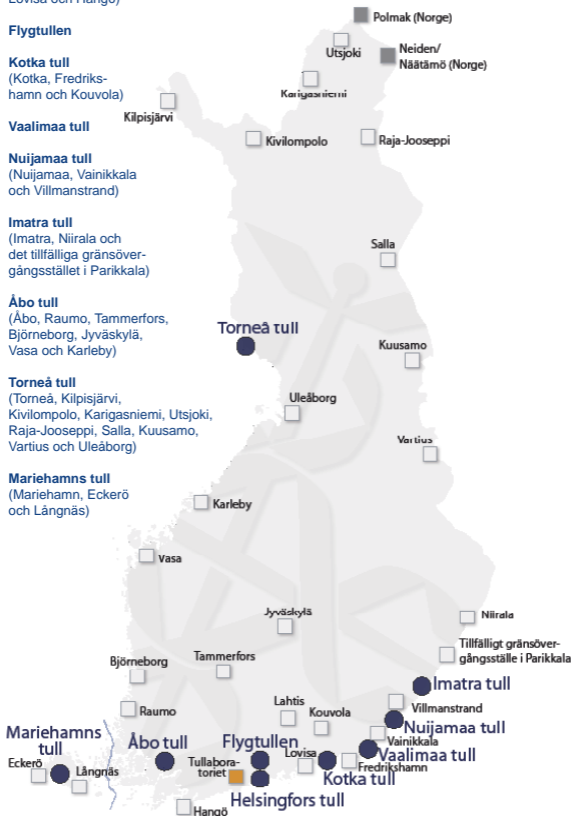 Lovisa och Hangö)
Flygtullen
Kotka tull
(Kotka, Fredriks-
hamn och Kouvola)
Vaalimaa tull
Nuijamaa tull
(Nuijamaa, Vainikkala
och Villmanstrand)
Imatra tull
(Imatra, Niirala och
det tillfälliga gränsöver-
gångsstället i Parikkala)
Åbo tull
(Åbo, Raumo, Tammerfors,
Björneborg, Jyväskylä,
Vasa och Karleby)
Torneå tull
(Torneå, Kilpisjärvi,
Kivilompolo, Karigasniemi, Utsjoki,
Raja-Jooseppi, Salla, Kuusamo,
Vartius och Uleåborg)
Mariehamns tull
(Mariehamn, Eckerö
och Långnäs)
Polmak (Norge)
Utsjoki
Neiden/
Näätämö (Norge)
Karigasniemi
Kilpisjärvi
Kivilompolo
Raja-Jooseppi
Salla
Torneå tull
Kuusamo
Uleåborg
Vartius
Karleby
Vasa
Jyväskylä
Niirala
Tillfälligt gränsöver-
gångsställe i Parikkala
Björneborg
Tammerfors
Imatra tull
Raumo
Lahtis
Kouvola
Villmanstrand
Nuijamaa tull
Vainikkala
Mariehamns
tull
Eckerö
Långnäs
Åbo tull
Flygtullen
Tullabora-
toriet
Lovisa
Vaalimaa tull
Fredrikshamn
Kotka tull
Helsingfors tull
Hangö